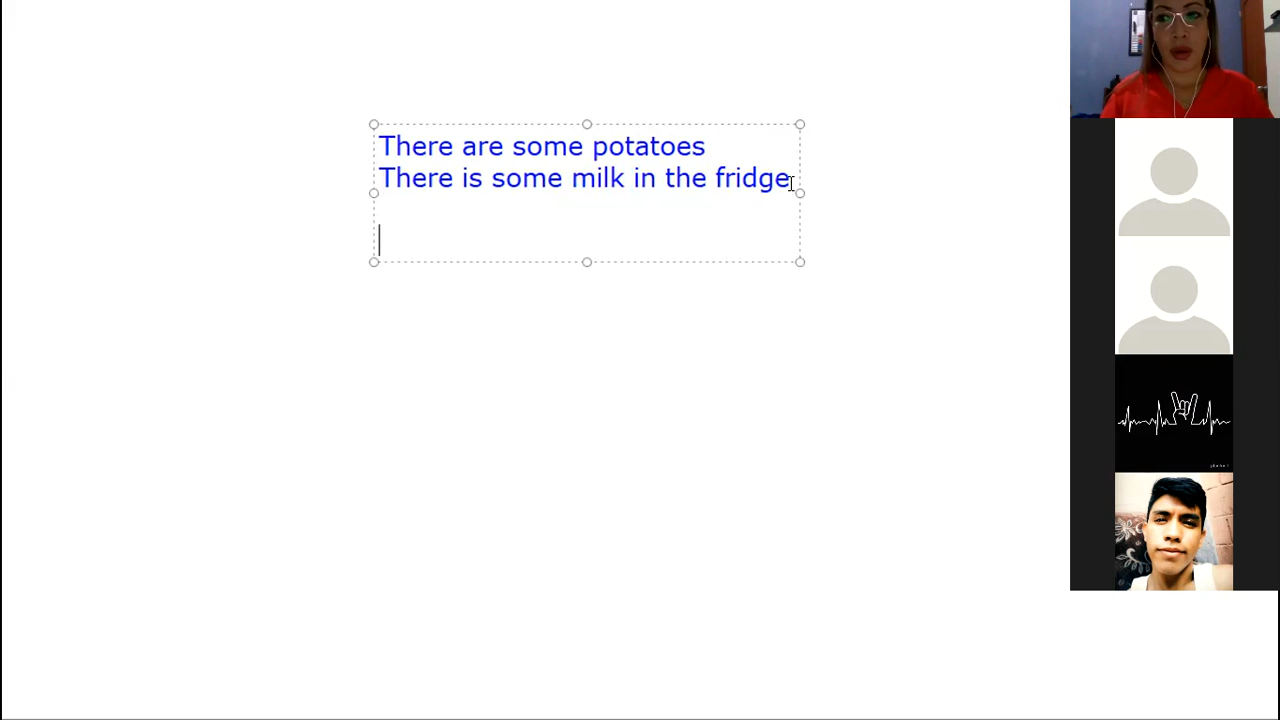 There are some potatoes
There is some milk in the fridge